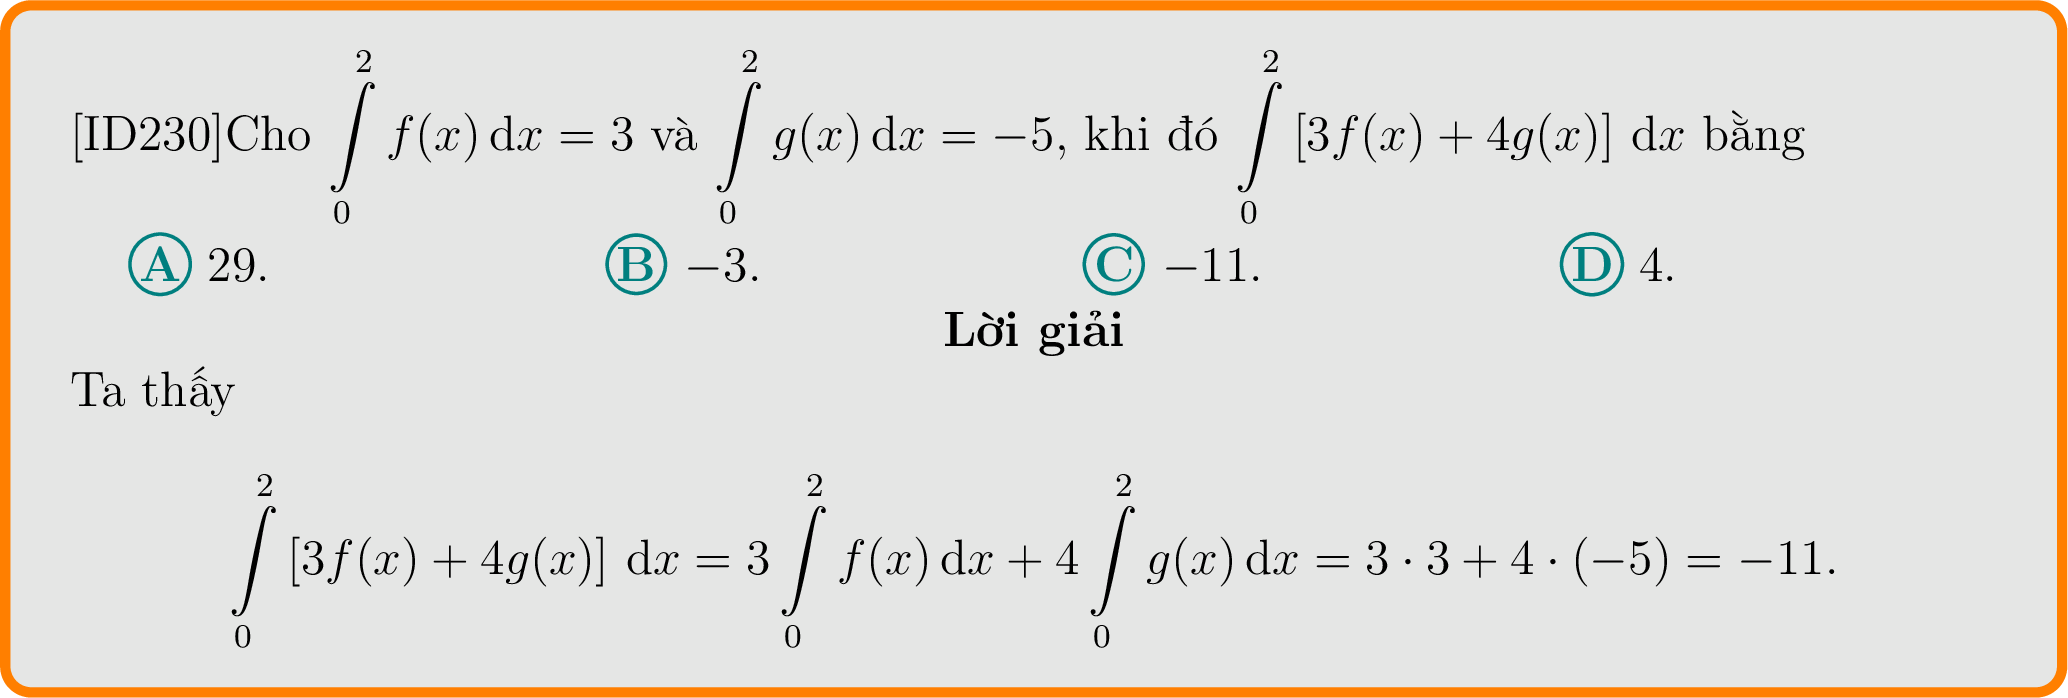 [ID230]Cho $\int\limits_0^2 f(x)\,\mathrm{d}x = 3$ và $\int\limits_0^2 g(x)\,\mathrm{d}x = -5$, khi đó $\int\limits_0^2 [3f(x) + 4g(x)]\,\mathrm{d}x$ bằng
Ⓐ 29. Ⓑ −3. Ⓒ −11. Ⓓ 4.
Lời giải
Ta thấy
$\int\limits_0^2 [3f(x) + 4g(x)]\,\mathrm{d}x = 3\int\limits_0^2 f(x)\,\mathrm{d}x + 4\int\limits_0^2 g(x)\,\mathrm{d}x = 3 \cdot 3 + 4 \cdot (-5) = -11.$